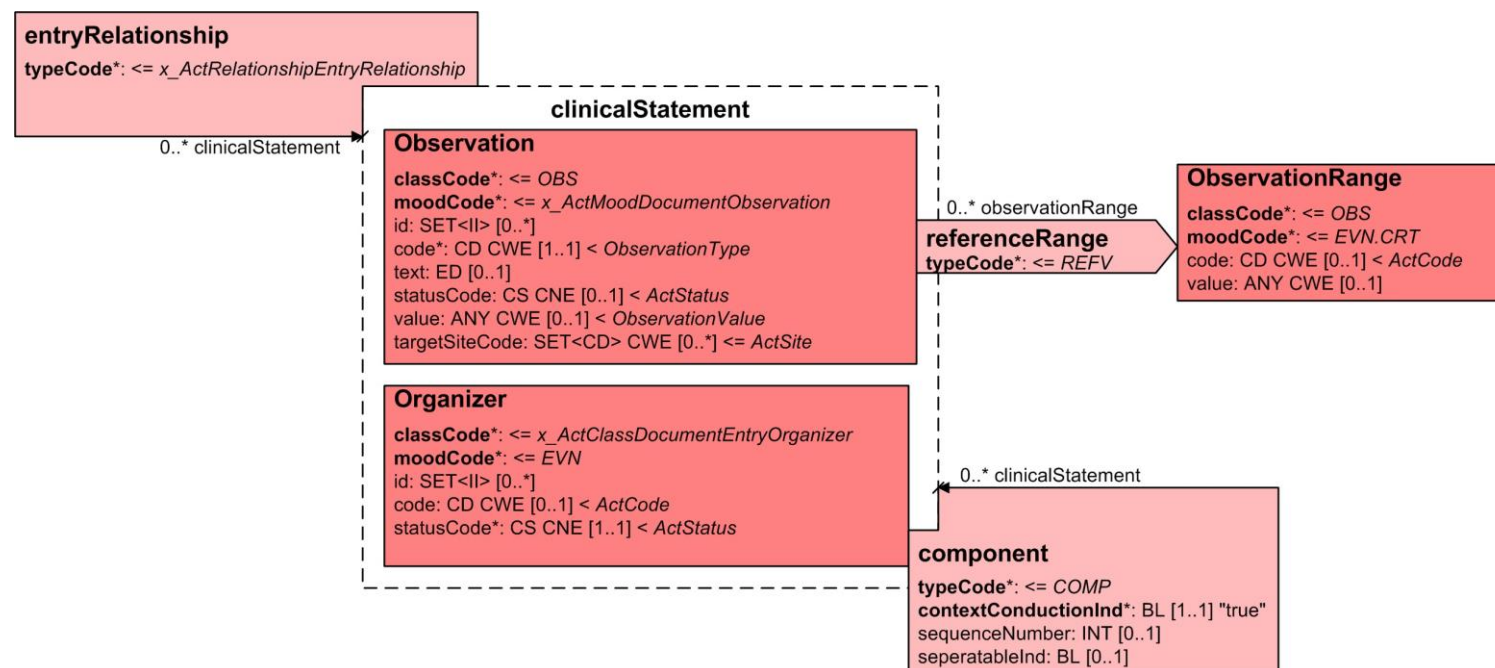 entryRelationship
typeCode*: <= x_ActRelationshipEntryRelationship
0..* clinicalStatement
clinicalStatement
Observation
classCode*: <= OBS
moodCode*: <= x_ActMoodDocumentObservation
id: SET<II> [0..*]
code*: CD CWE [1..1] < ObservationType
text: ED [0..1]
statusCode: CS CNE [0..1] < ActStatus
value: ANY CWE [0..1] < ObservationValue
targetSiteCode: SET<CD> CWE [0..*] <= ActSite
0..* observationRange
referenceRange
typeCode*: <= REFV
ObservationRange
classCode*: <= OBS
moodCode*: <= EVN.CRT
code: CD CWE [0..1] < ActCode
value: ANY CWE [0..1]
Organizer
classCode*: <= x_ActClassDocumentEntryOrganizer
moodCode*: <= EVN
id: SET<II> [0..*]
code: CD CWE [0..1] < ActCode
statusCode*: CS CNE [1..1] < ActStatus
0..* clinicalStatement
component
typeCode*: <= COMP
contextConductionInd*: BL [1..1] "true"
sequenceNumber: INT [0..1]
seperatableInd: BL [0..1]